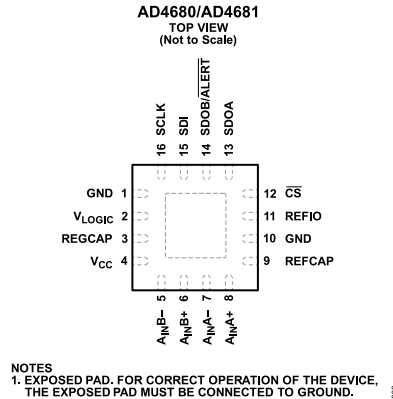 AD4680/AD4681
TOP VIEW
(Not to Scale)
16 SCLK
15 SDI
14 SDOB/ALERT
13 SDOA
GND 1
VLOGIC 2
REGCAP 3
VCC 4
12 CS
11 REFIO
10 GND
9 REFCAP
AINB– 5
AINB+ 6
AINA– 7
AINA+ 8
NOTES
1. EXPOSED PAD. FOR CORRECT OPERATION OF THE DEVICE,
THE EXPOSED PAD MUST BE CONNECTED TO GROUND.